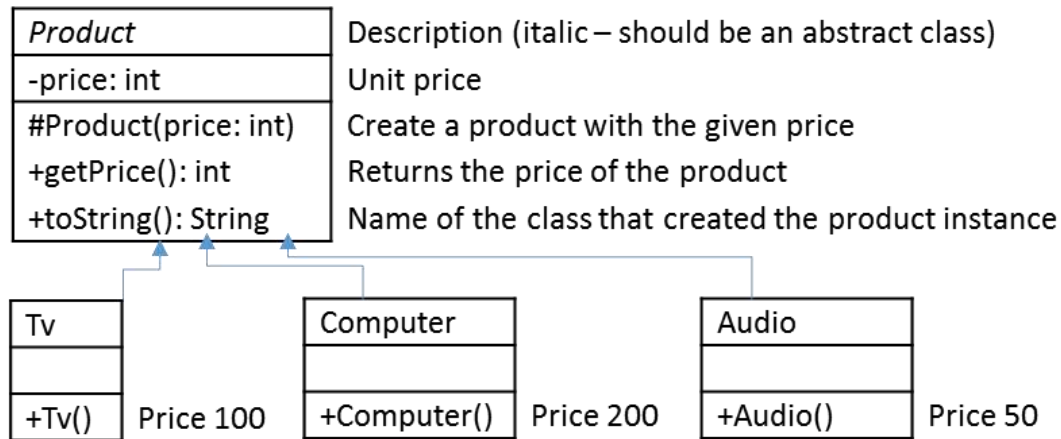 Product Description (italic – should be an abstract class)
-price: int Unit price
#Product(price: int) Create a product with the given price
+getPrice(): int Returns the price of the product
+toString(): String Name of the class that created the product instance
Tv Computer Audio
+Tv() Price 100 +Computer() Price 200 +Audio() Price 50